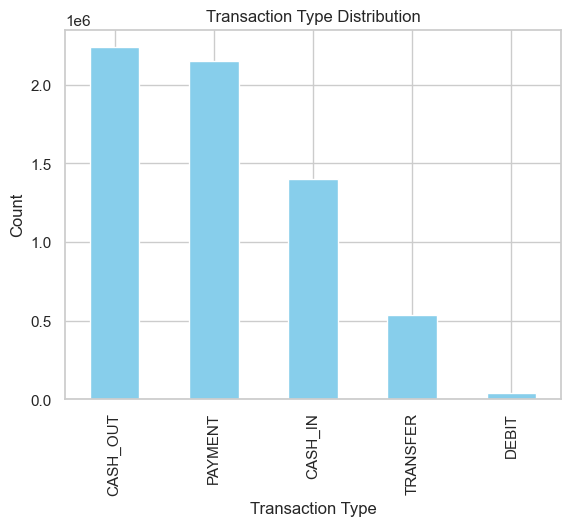 Transaction Type Distribution
1e6
2.0
1.5
1.0
0.5
0.0
Count
CASH_OUT
PAYMENT
CASH_IN
TRANSFER
DEBIT
Transaction Type